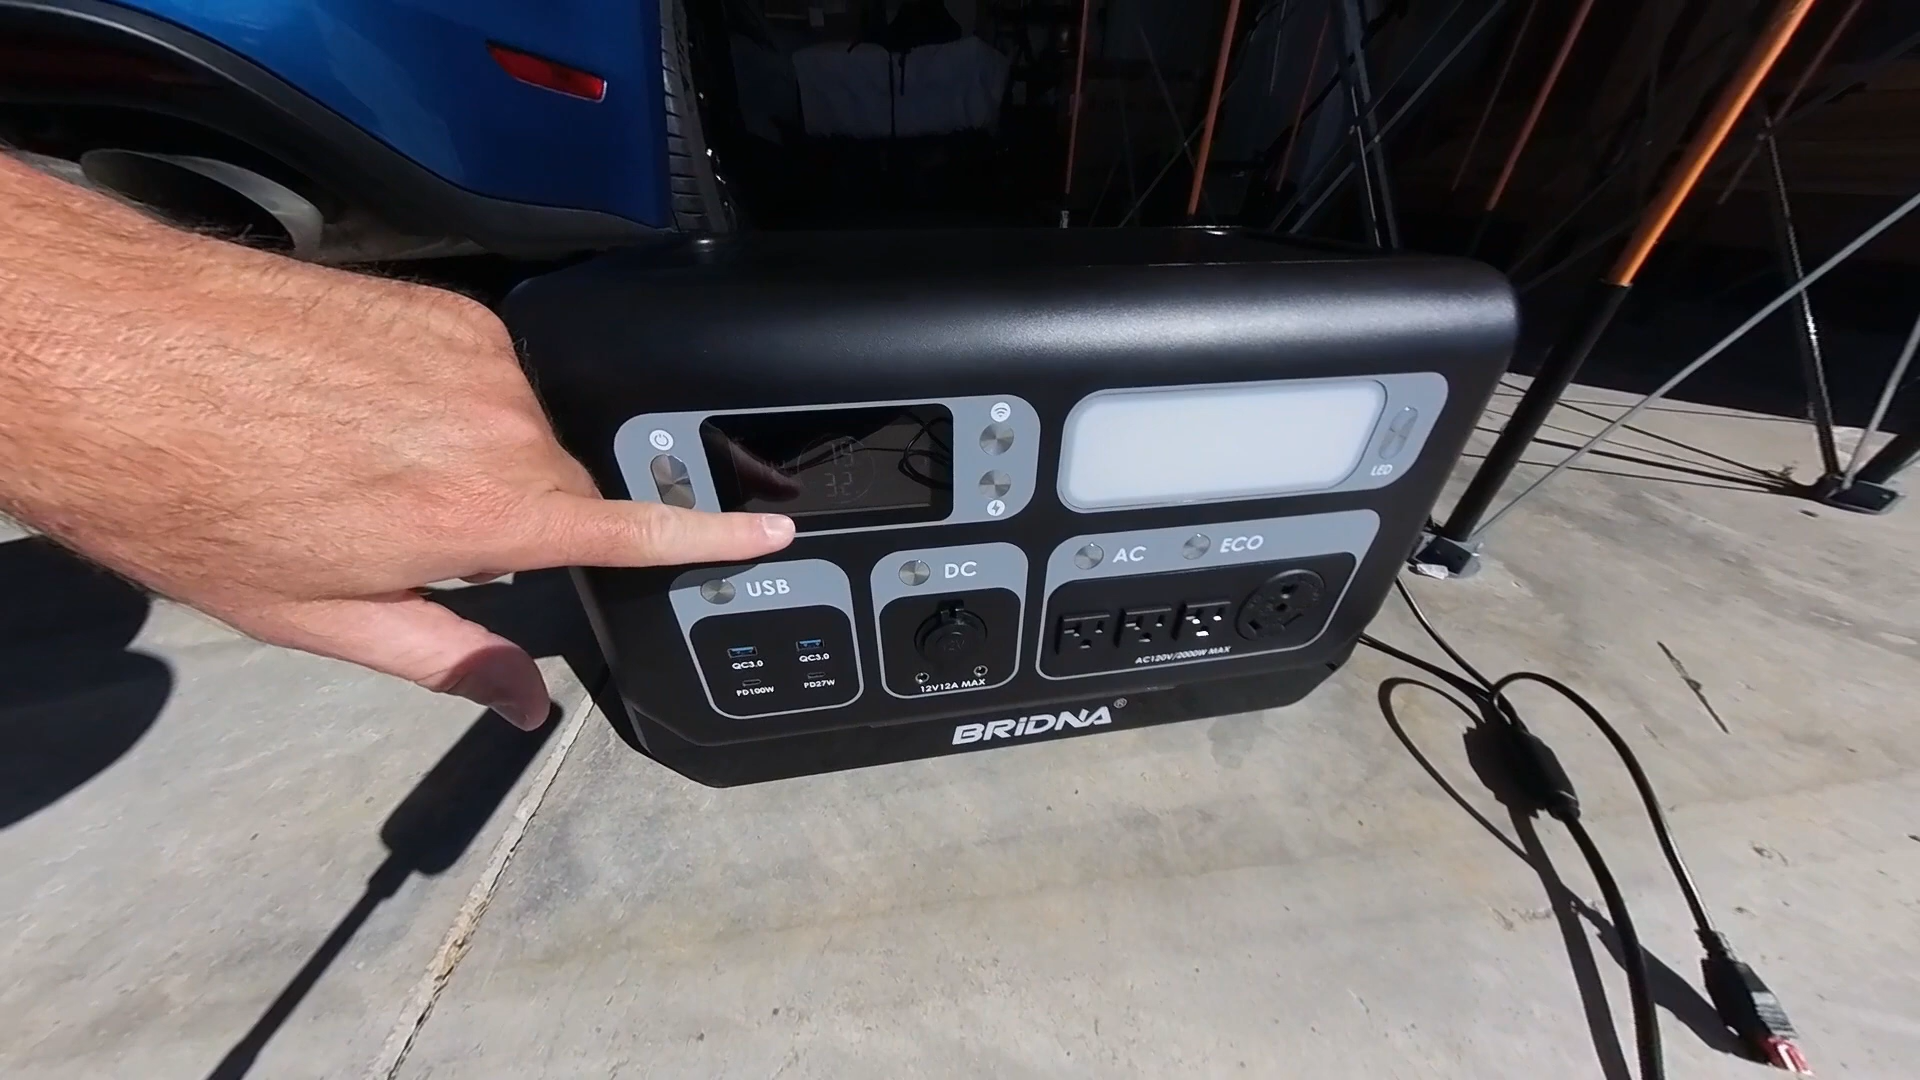 LED
USB
DC
AC
ECO
QC3.0
QC3.0
PD100W
PD27W
12V12A MAX
AC120V/2000W MAX
BRiDNA®